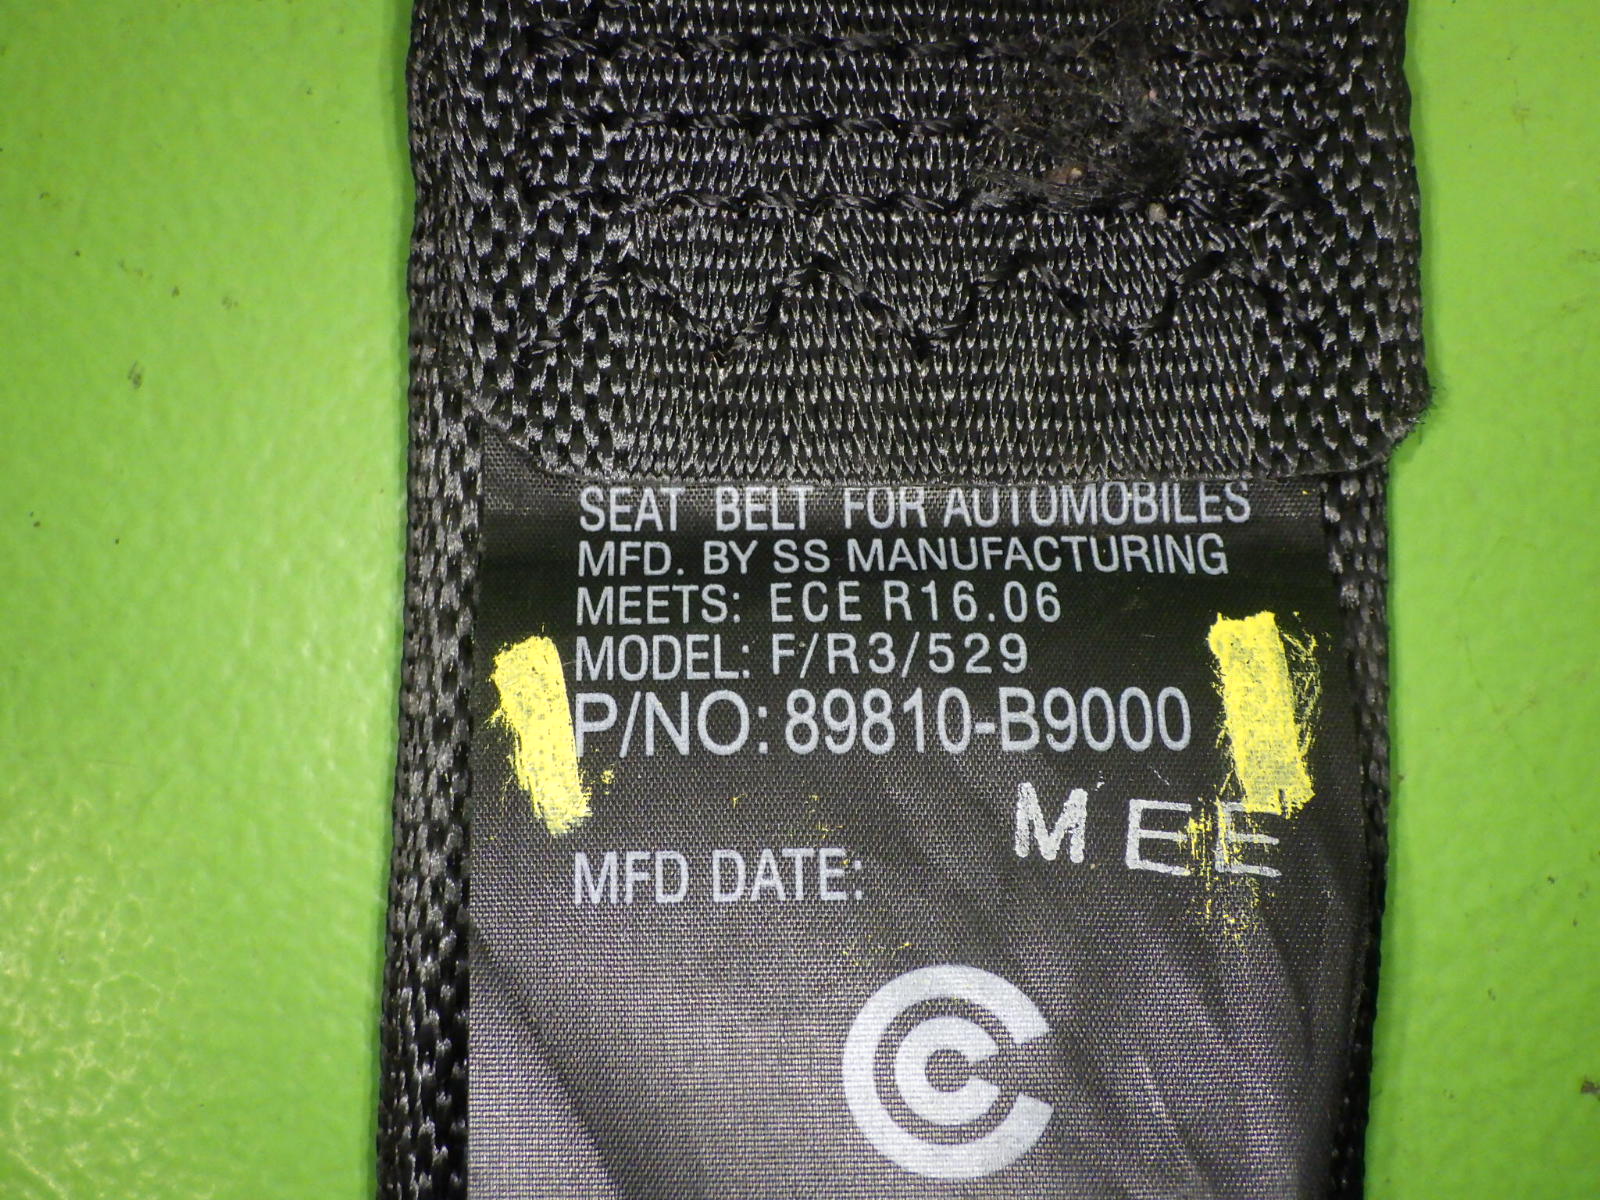 SEAT BELT FOR AUTOMOBILES
MFD. BY SS MANUFACTURING
MEETS: ECE R16.06
MODEL: F/R3/529
P/NO: 89810-B9000
MEE
MFD DATE:
C